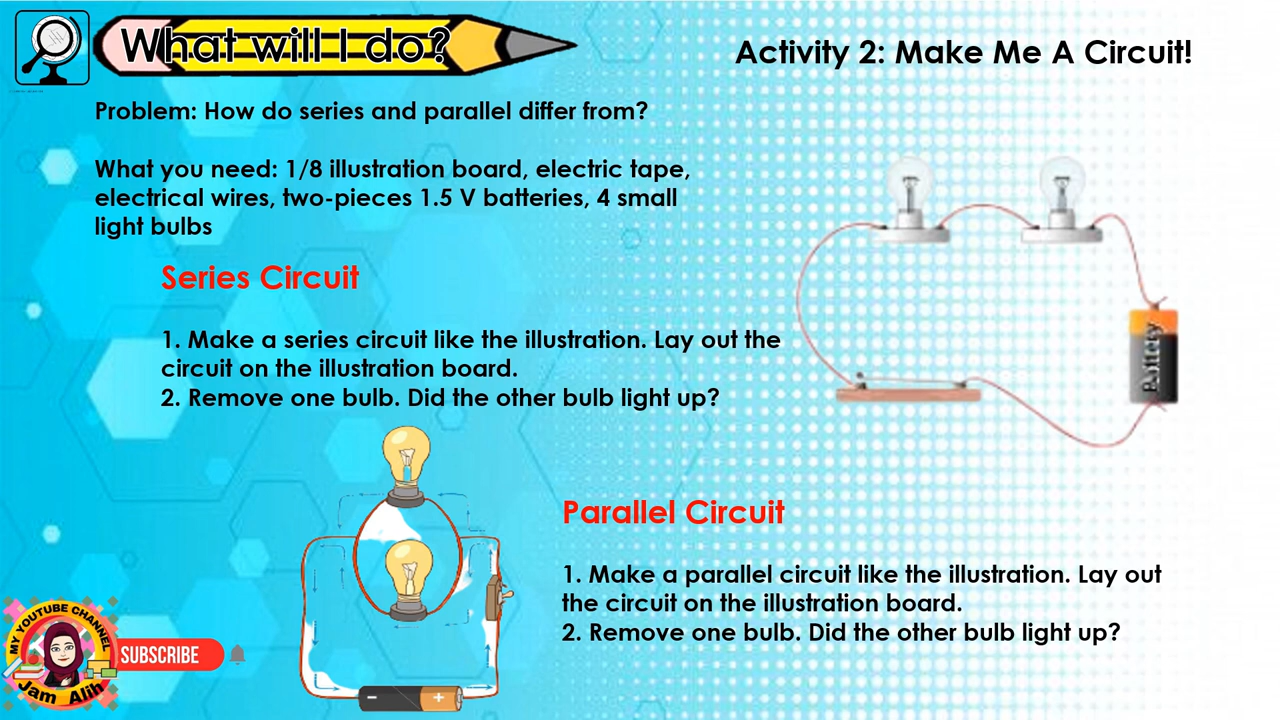 What will I do?
Activity 2: Make Me A Circuit!
Problem: How do series and parallel differ from?
What you need: 1/8 illustration board, electric tape,
electrical wires, two-pieces 1.5 V batteries, 4 small
light bulbs
Series Circuit
1. Make a series circuit like the illustration. Lay out the
circuit on the illustration board.
2. Remove one bulb. Did the other bulb light up?
Battery
Parallel Circuit
1. Make a parallel circuit like the illustration. Lay out
the circuit on the illustration board.
2. Remove one bulb. Did the other bulb light up?
- +
MY YOUTUBE CHANNEL
Jam Alih
SUBSCRIBE